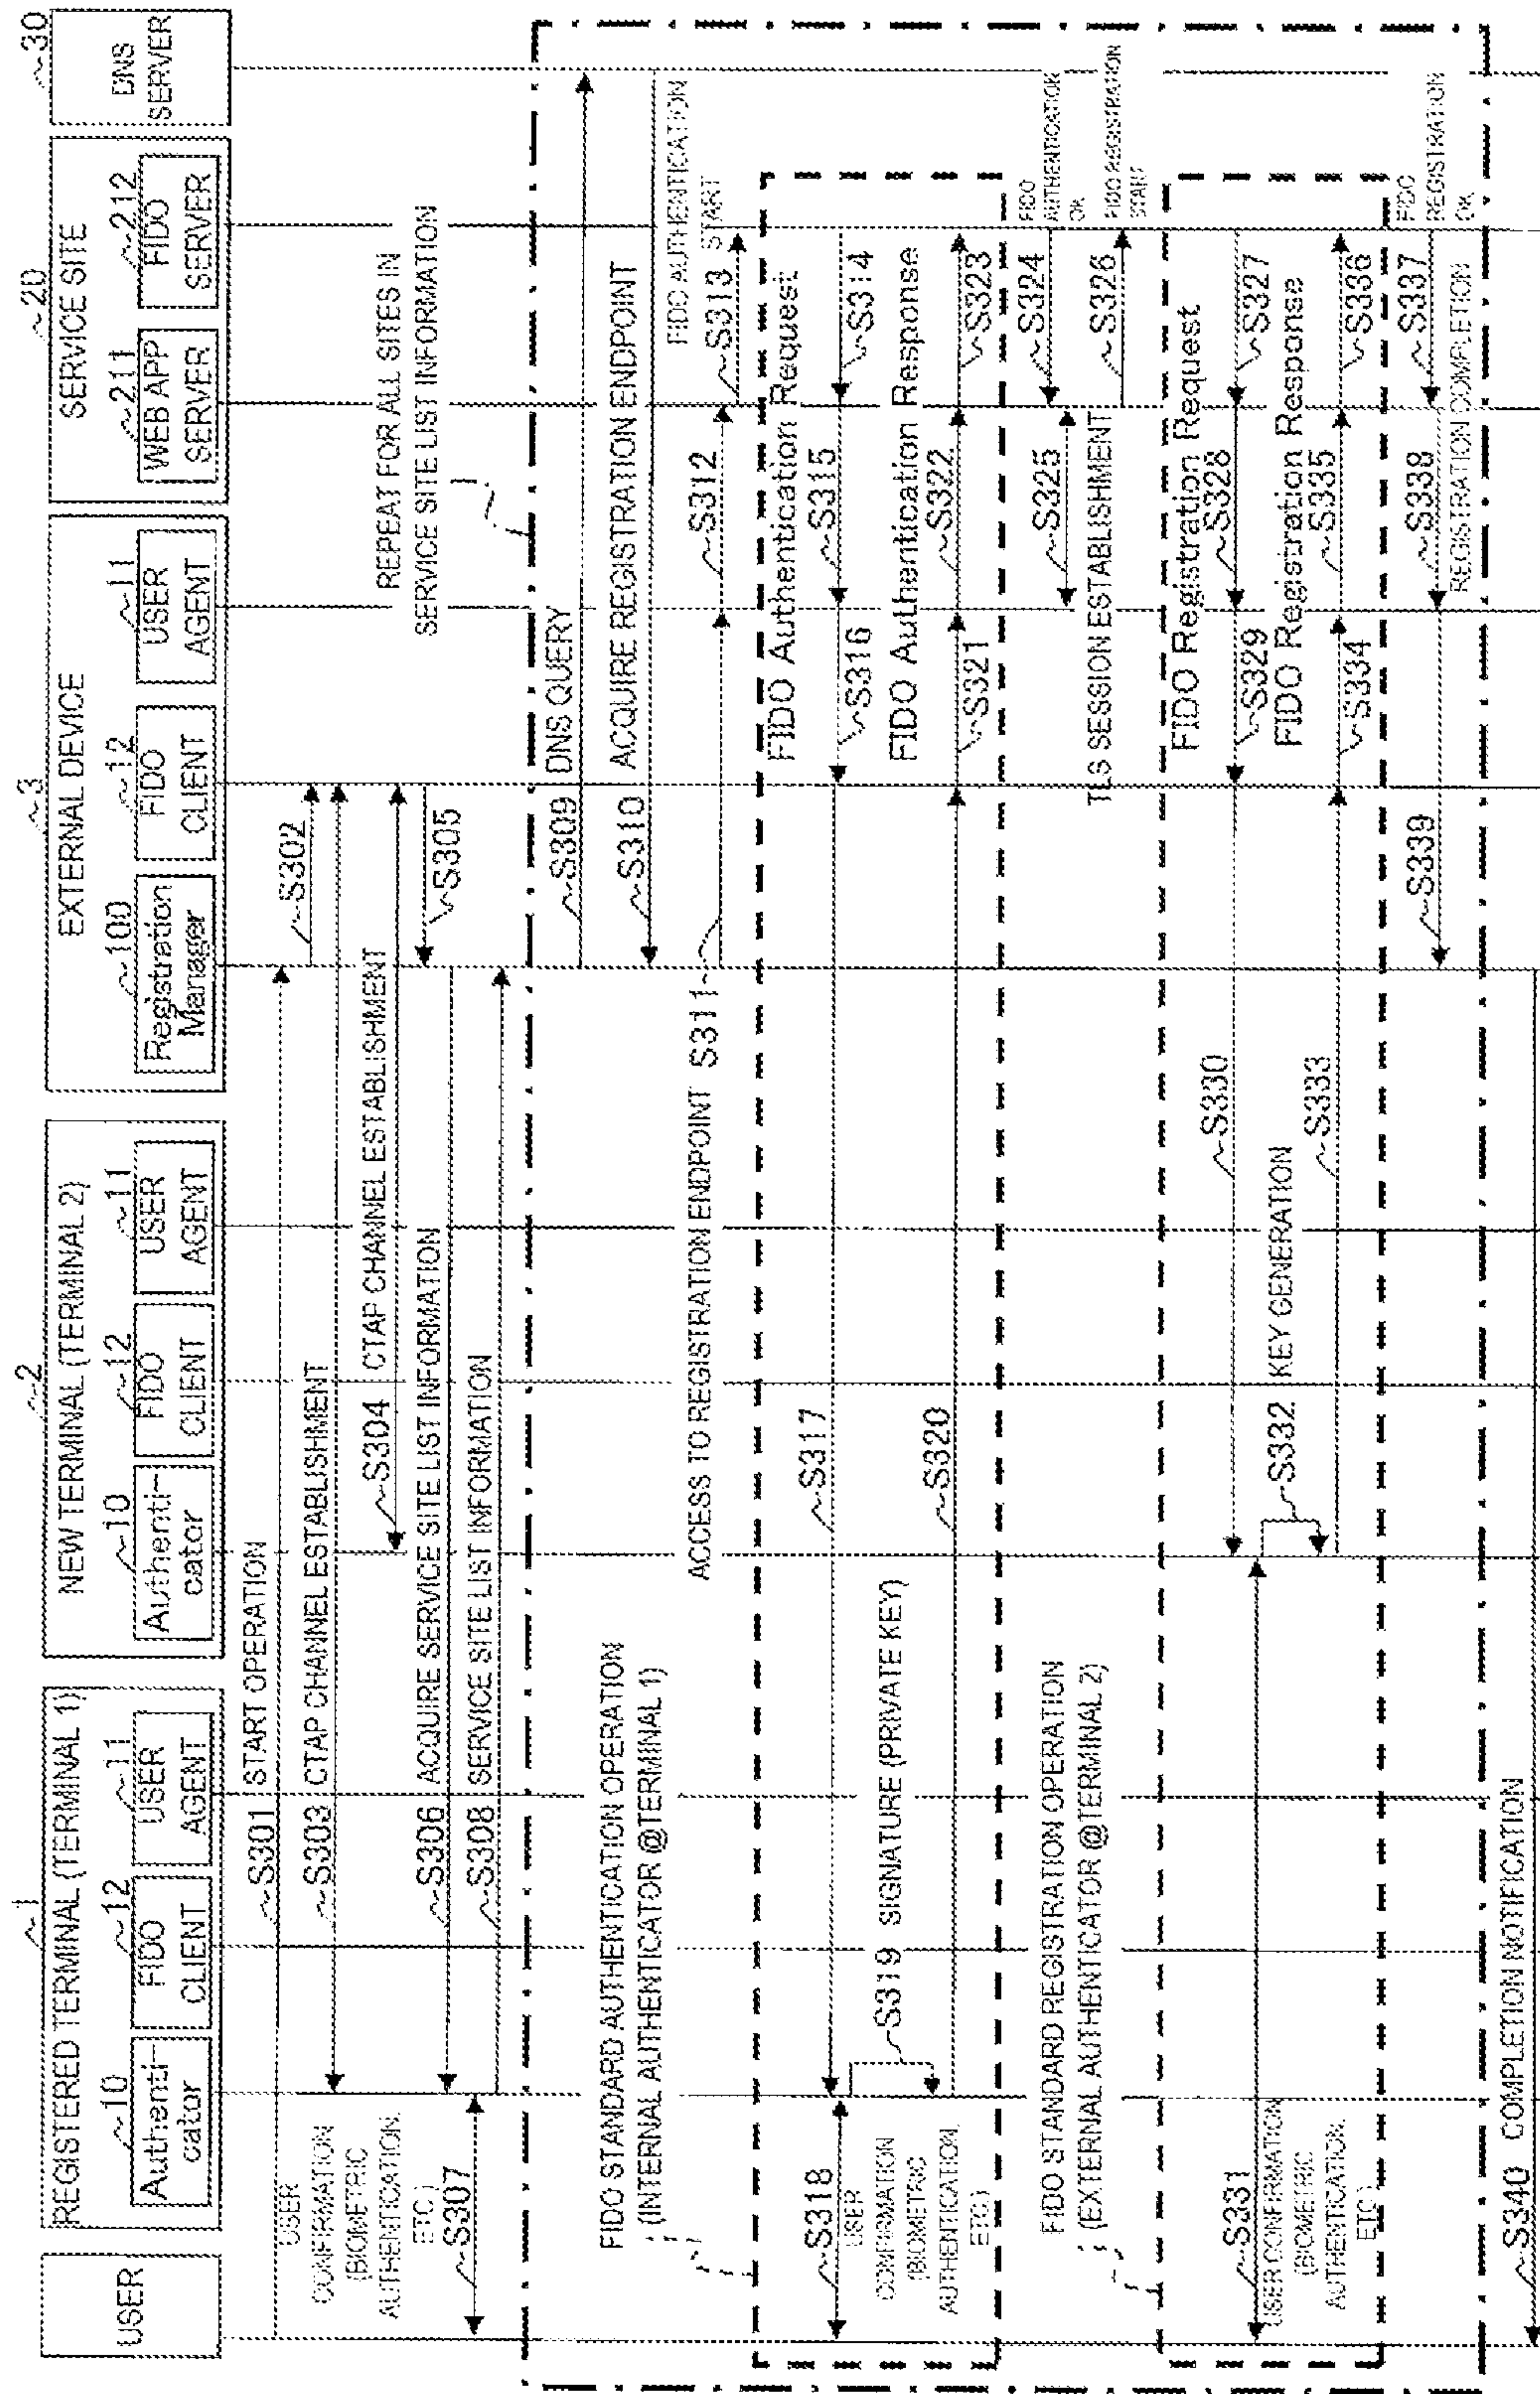 USER
~1
REGISTERED TERMINAL (TERMINAL 1)
~10
Authenti-
cator
~12
FIDO
CLIENT
~11
USER
AGENT
~2
NEW TERMINAL (TERMINAL 2)
~10
Authenti-
cator
~12
FIDO
CLIENT
~11
USER
AGENT
~3
EXTERNAL DEVICE
~100
Registration
Manager
~12
FIDO
CLIENT
~11
USER
AGENT
~20
SERVICE SITE
~211
WEB APP
SERVER
~212
FIDO
SERVER
~30
DNS
SERVER
~S301 START OPERATION
~S302
~S303 CTAP CHANNEL ESTABLISHMENT
~S304 CTAP CHANNEL ESTABLISHMENT
~S305
~S306 ACQUIRE SERVICE SITE LIST INFORMATION
USER
CONFIRMATION
(BIOMETRIC
AUTHENTICATION,
ETC.)
~S307
~S308 SERVICE SITE LIST INFORMATION
REPEAT FOR ALL SITES IN
SERVICE SITE LIST INFORMATION
~S309 DNS QUERY
~S310 ACQUIRE REGISTRATION ENDPOINT
FIDO STANDARD AUTHENTICATION OPERATION
(INTERNAL AUTHENTICATOR @TERMINAL 1)
ACCESS TO REGISTRATION ENDPOINT S311~
~S312
FIDO AUTHENTICATION
START
~S313
FIDO Authentication Request
~S314
~S315
~S316
~S317
~S318
USER
CONFIRMATION
(BIOMETRIC
AUTHENTICATION,
ETC.)
~S319 SIGNATURE (PRIVATE KEY)
FIDO Authentication Response
~S320
~S321
~S322
~S323
FIDO
AUTHENTICATION
OK
~S324
~S325
TLS SESSION ESTABLISHMENT
FIDO REGISTRATION
START
~S326
FIDO STANDARD REGISTRATION OPERATION
(EXTERNAL AUTHENTICATOR @TERMINAL 2)
FIDO Registration Request
~S327
~S328
~S329
~S330
~S331
USER CONFIRMATION
(BIOMETRIC
AUTHENTICATION,
ETC.)
~S332 KEY GENERATION
FIDO Registration Response
~S333
~S334
~S335
~S336
FIDO
REGISTRATION
OK
~S337
~S338
REGISTRATION COMPLETION
~S339
~S340 COMPLETION NOTIFICATION